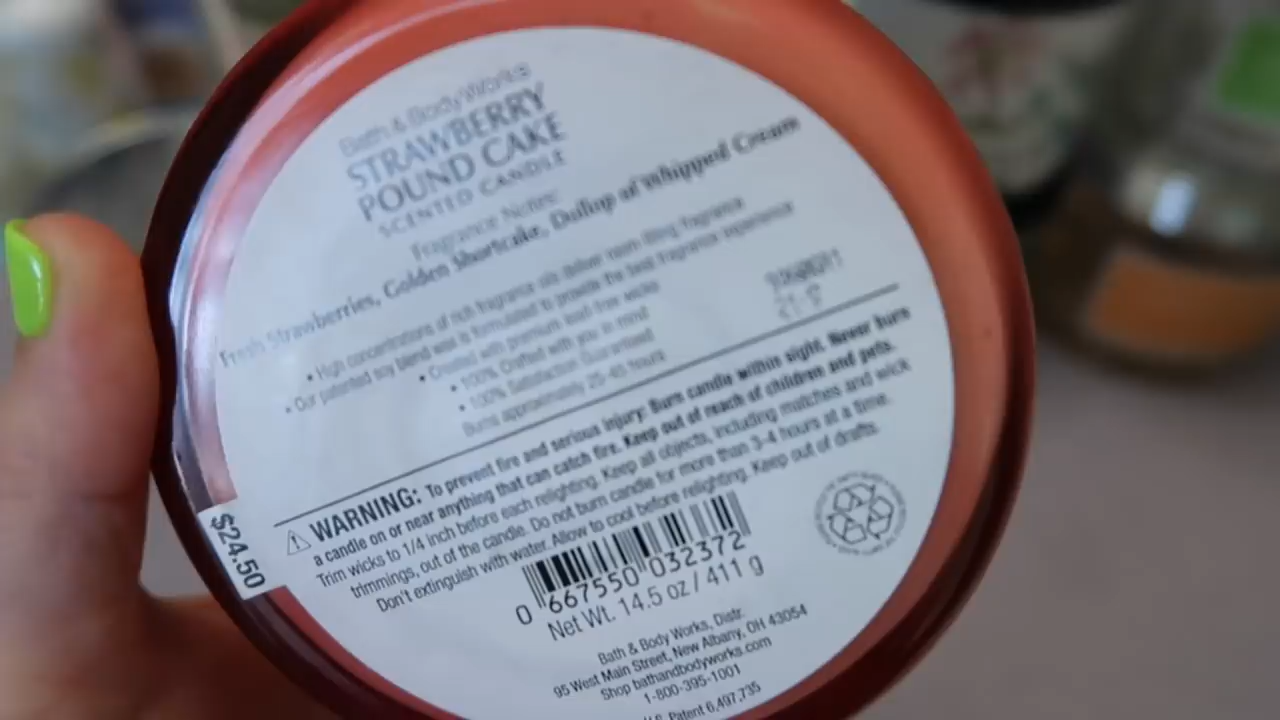 Bath & Body Works
STRAWBERRY
POUND CAKE
SCENTED CANDLE
Fragrance Notes:
Fresh Strawberries, Golden Shortcake, Dollop of Whipped Cream
• High concentrations of rich fragrance oils deliver room-filling fragrance
• Our patented soy blend wax is formulated to provide the best fragrance experience
• Created with premium lead-free wicks
• 100% Crafted with you in mind
• 100% Satisfaction Guaranteed
Burns approximately 25-45 hours
WARNING: To prevent fire and serious injury: Burn candle within sight. Never burn
a candle on or near anything that can catch fire. Keep out of reach of children and pets.
Trim wicks to 1/4 inch before each relighting. Keep all objects, including matches and wick
trimmings, out of the candle. Do not burn candle for more than 3-4 hours at a time.
Don't extinguish with water. Allow to cool before relighting. Keep out of drafts.
$24.50
0 667550 032372
Net Wt. 14.5 oz / 411 g
Bath & Body Works, Distr.
95 West Main Street, New Albany, OH 43054
Shop bathandbodyworks.com
1-800-395-1001
U.S. Patent 6,497,735